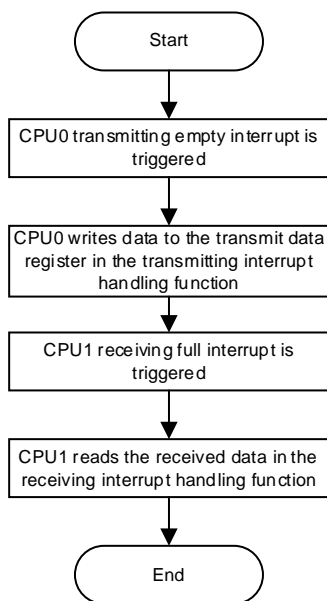 Start
CPU0 transmitting empty interrupt is
triggered
CPU0 writes data to the transmit data
register in the transmitting interrupt
handling function
CPU1 receiving full interrupt is
triggered
CPU1 reads the received data in the
receiving interrupt handling function
End